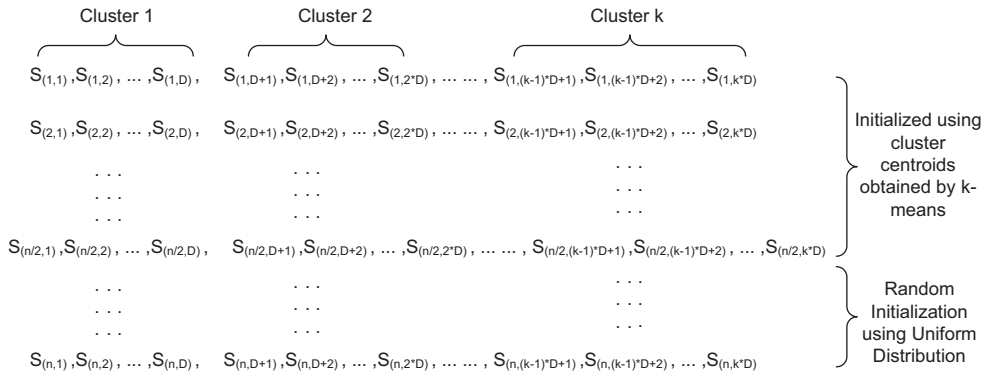 Cluster 1 Cluster 2 Cluster k
S(1,1) ,S(1,2) , ... ,S(1,D) , S(1,D+1) ,S(1,D+2) , ... ,S(1,2*D) , ... ... , S(1,(k-1)*D+1) ,S(1,(k-1)*D+2) , ... ,S(1,k*D)
S(2,1) ,S(2,2) , ... ,S(2,D) , S(2,D+1) ,S(2,D+2) , ... ,S(2,2*D) , ... ... , S(2,(k-1)*D+1) ,S(2,(k-1)*D+2) , ... ,S(2,k*D)
. . . . . . . . .
. . . . . . . . .
. . . . . . . . .
S(n/2,1) ,S(n/2,2) , ... ,S(n/2,D) , S(n/2,D+1) ,S(n/2,D+2) , ... ,S(n/2,2*D) , ... ... , S(n/2,(k-1)*D+1) ,S(n/2,(k-1)*D+2) , ... ,S(n/2,k*D)
Initialized using
cluster
centroids
obtained by k-
means
. . . . . . . . .
. . . . . . . . .
. . . . . . . . .
S(n,1) ,S(n,2) , ... ,S(n,D) , S(n,D+1) ,S(n,D+2) , ... ,S(n,2*D) , ... ... , S(n,(k-1)*D+1) ,S(n,(k-1)*D+2) , ... ,S(n,k*D)
Random
Initialization
using Uniform
Distribution